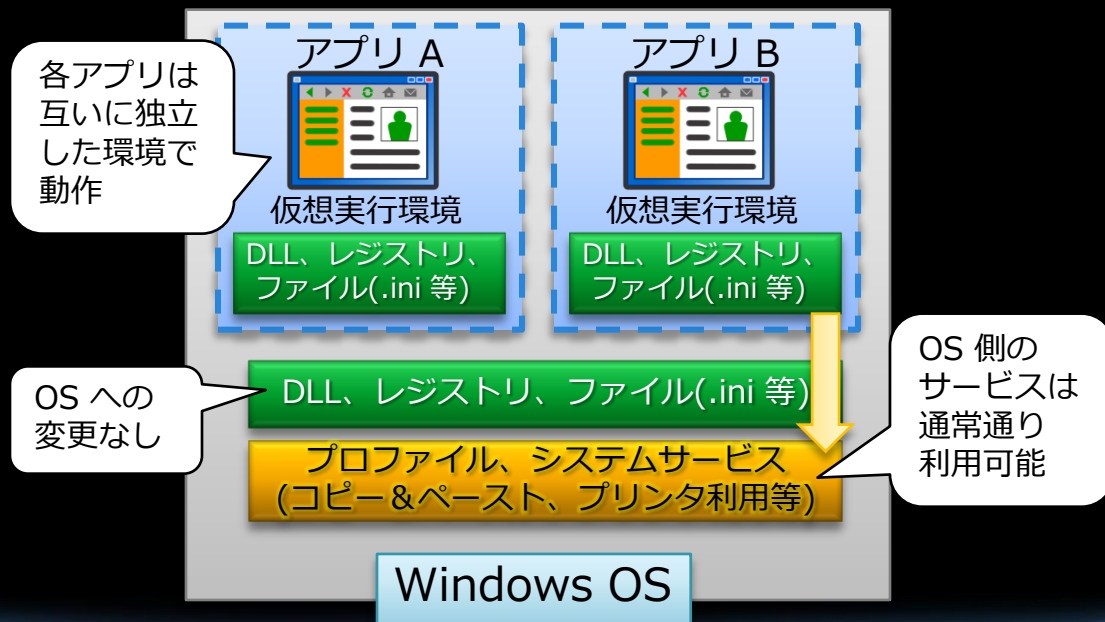 アプリ A
アプリ B
各アプリは
互いに独立
した環境で
動作
仮想実行環境
仮想実行環境
DLL、レジストリ、
ファイル(.ini 等)
DLL、レジストリ、
ファイル(.ini 等)
OS への
変更なし
DLL、レジストリ、ファイル(.ini 等)
OS 側の
サービスは
通常通り
利用可能
プロファイル、システムサービス
(コピー＆ペースト、プリンタ利用等)
Windows OS